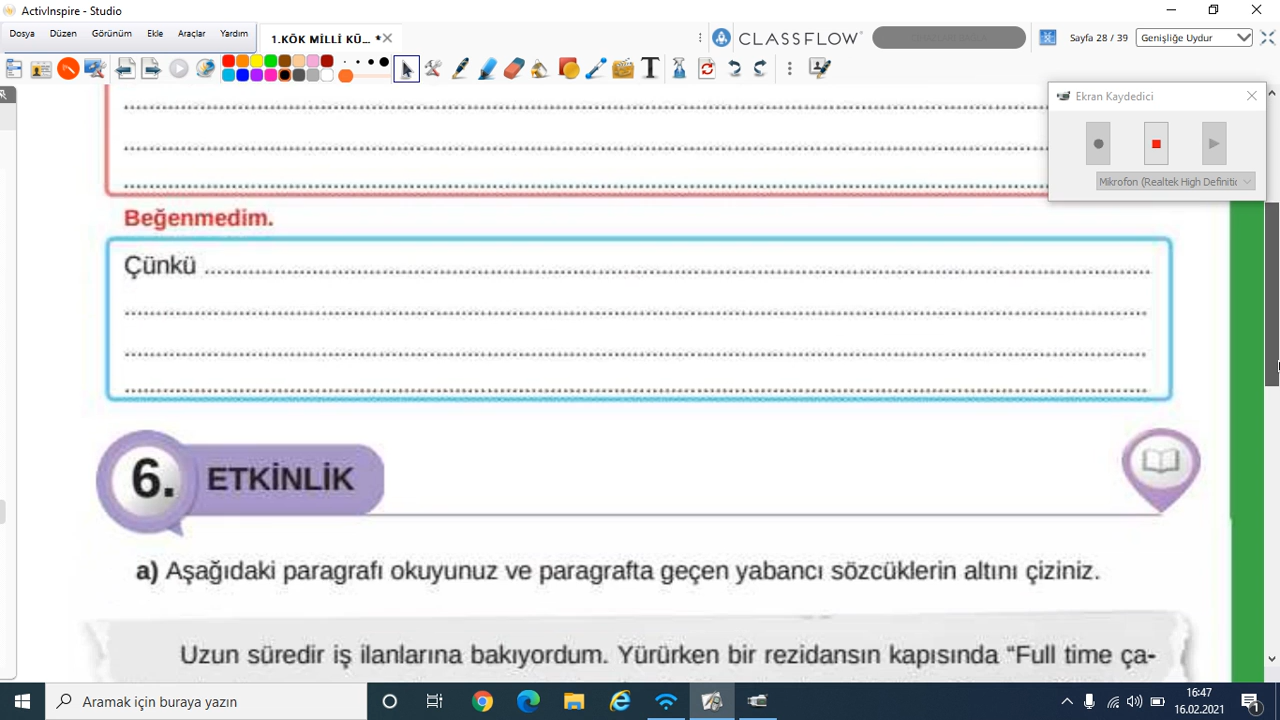 ActivInspire - Studio
Dosya Düzen Görünüm Ekle Araçlar Yardım
1.KÖK MİLLÎ KÜ... *
CLASSFLOW
Sayfa 28 / 39
Genişliğe Uydur
Ekran Kaydedici
Mikrofon (Realtek High Definitic
Beğenmedim.
Çünkü
6. ETKİNLİK
a) Aşağıdaki paragrafı okuyunuz ve paragrafta geçen yabancı sözcüklerin altını çiziniz.
Uzun süredir iş ilanlarına bakıyordum. Yürürken bir rezidansın kapısında “Full time ça-
Aramak için buraya yazın
16:47
16.02.2021